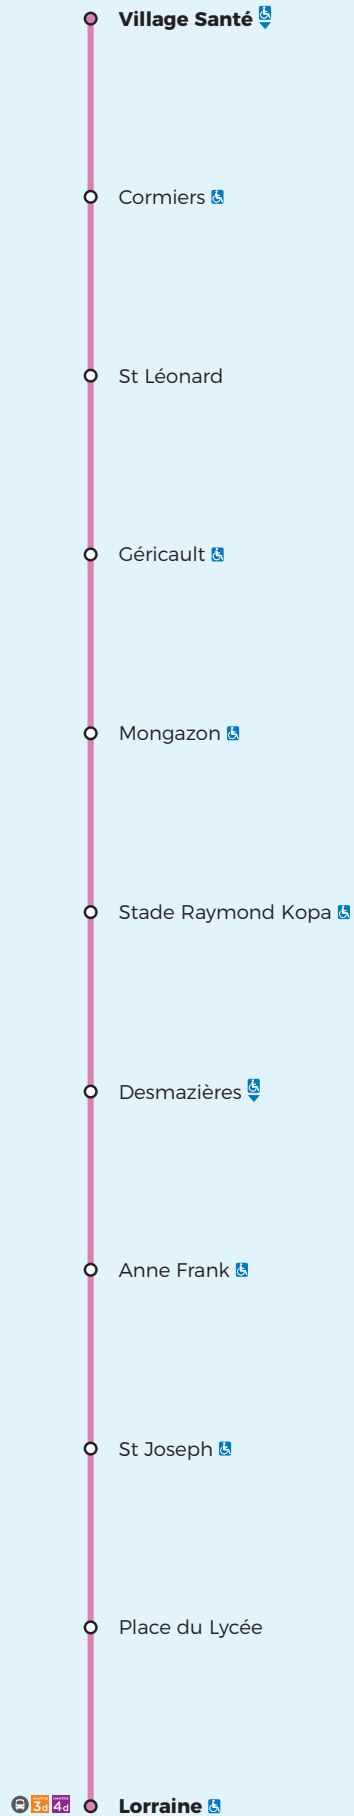 Village Santé
Cormiers
St Léonard
Géricault
Mongazon
Stade Raymond Kopa
Desmazières
Anne Frank
St Joseph
Place du Lycée
3d 4d Lorraine